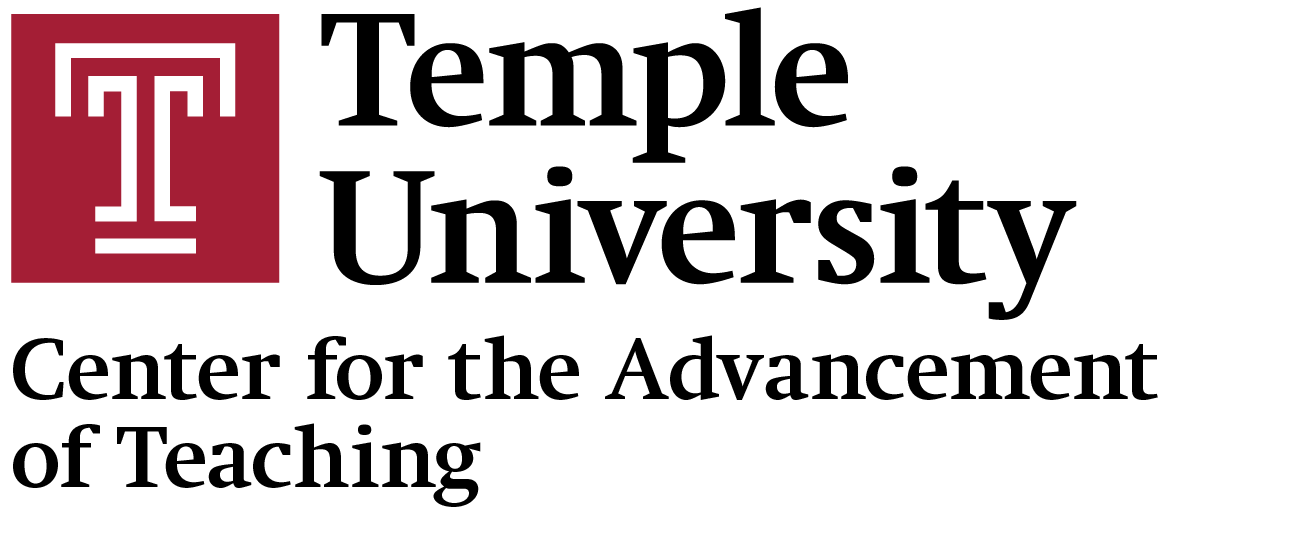 T
Temple
University
Center for the Advancement
of Teaching